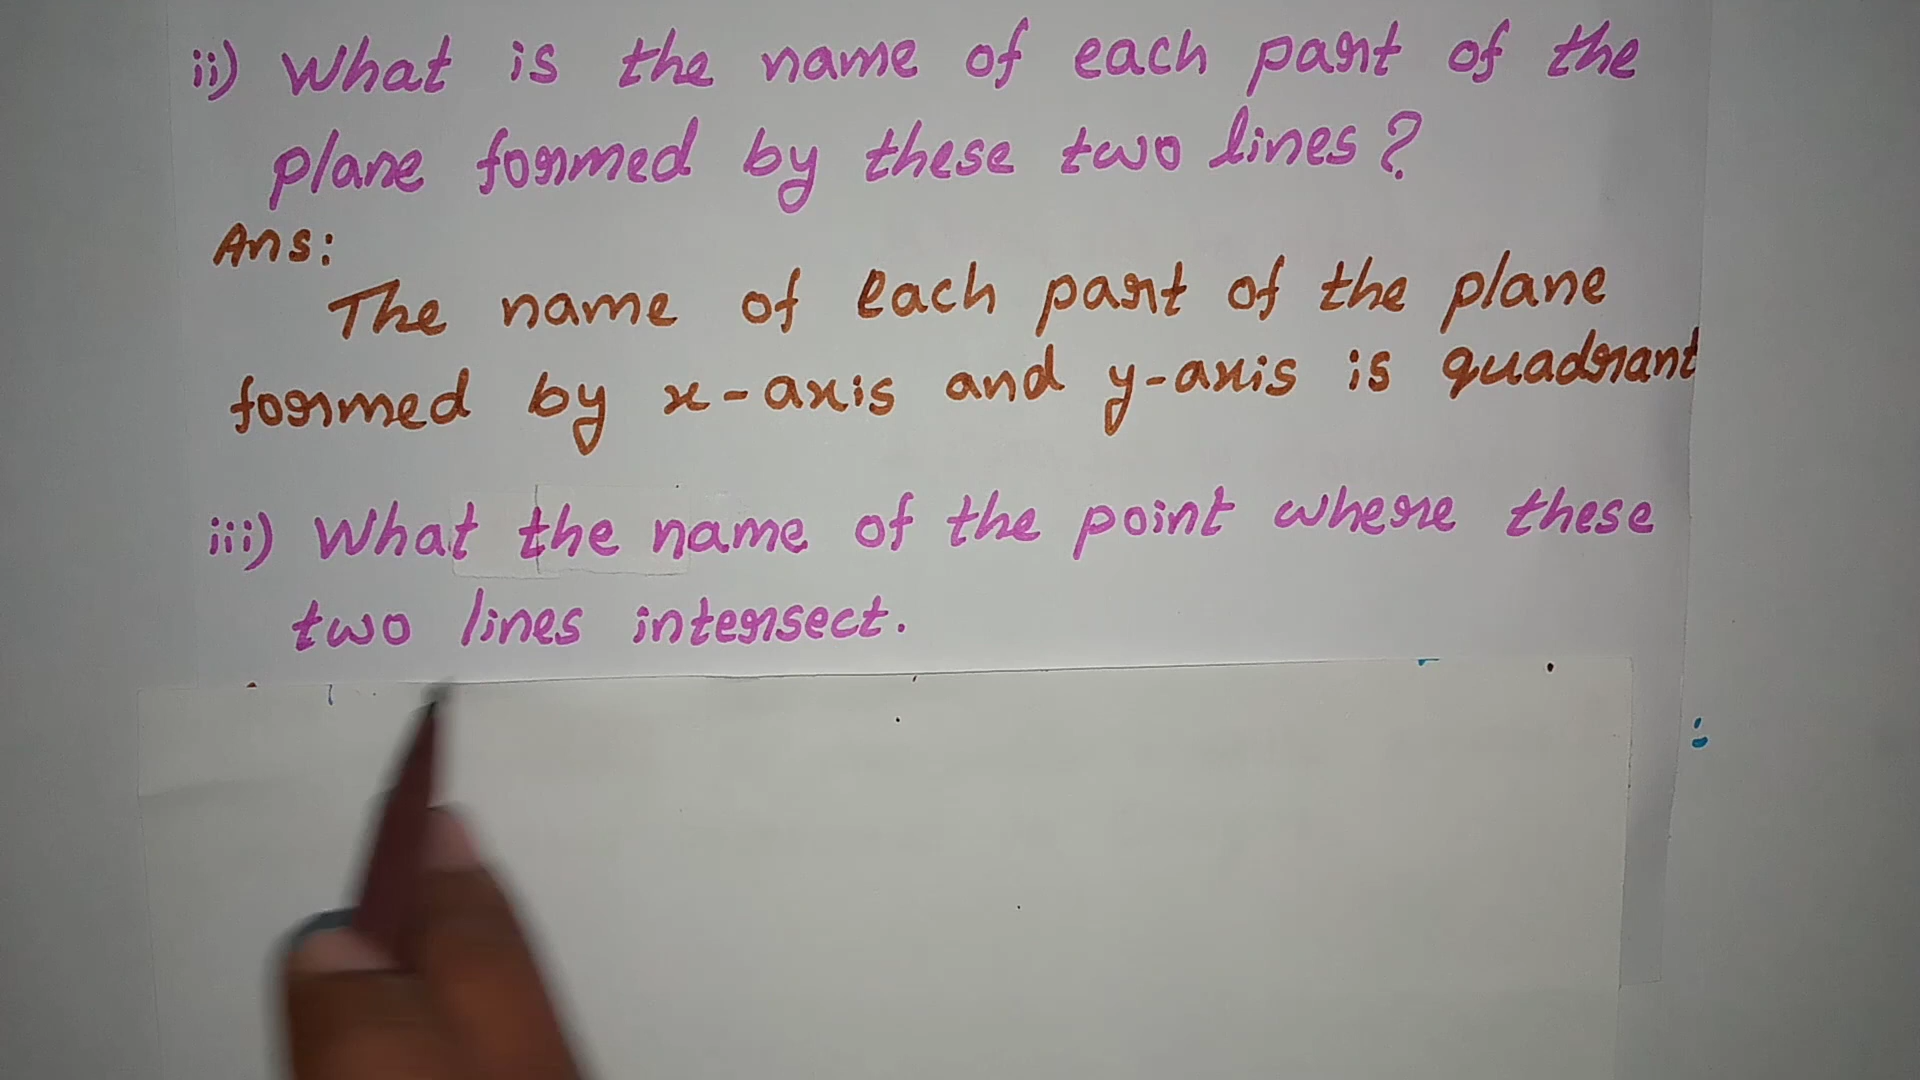 ii) What is the name of each part of the
plane formed by these two lines?
Ans:
The name of each part of the plane
formed by x-axis and y-axis is quadrant
iii) What the name of the point where these
two lines intersect.